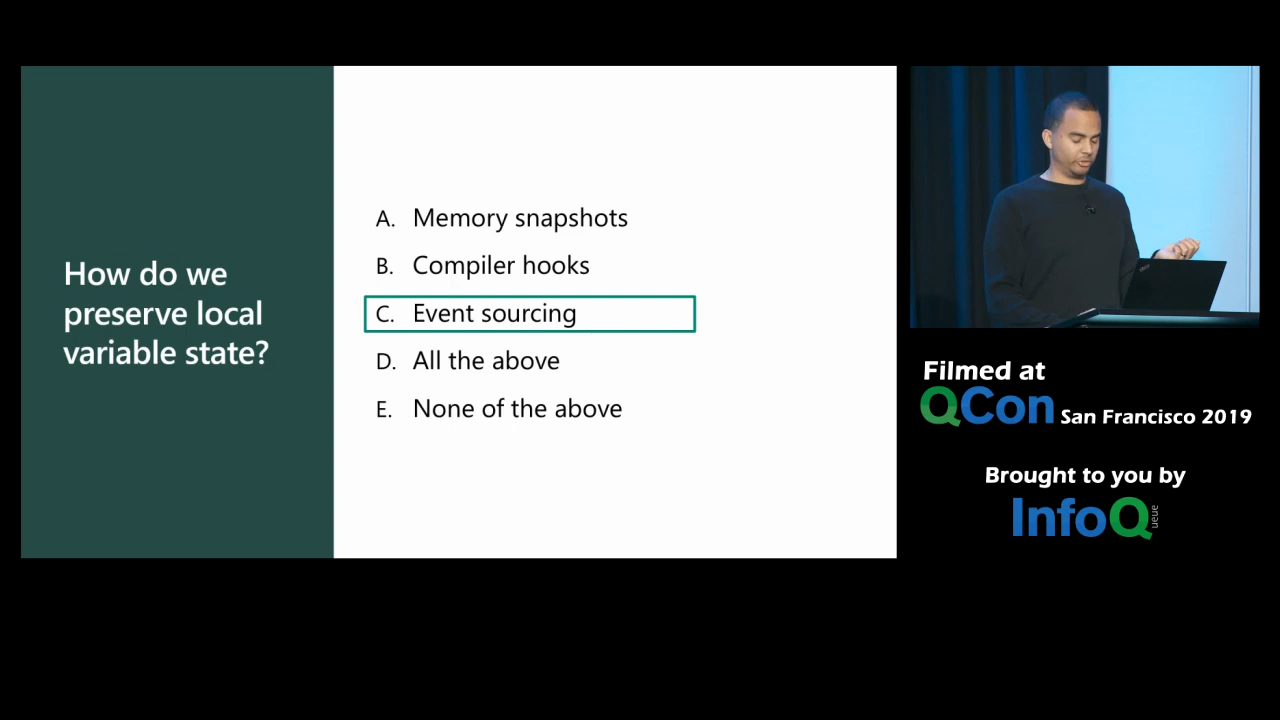 How do we
preserve local
variable state?
A. Memory snapshots
B. Compiler hooks
C. Event sourcing
D. All the above
E. None of the above
Filmed at
QCon San Francisco 2019
Brought to you by
InfoQ
ueue